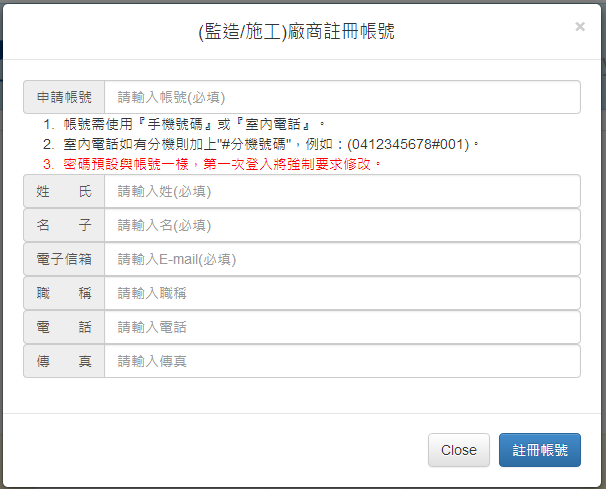 (監造/施工)廠商註冊帳號
×
申請帳號 請輸入帳號(必填)
1. 帳號需使用『手機號碼』或『室內電話』。
2. 室內電話如有分機則加上"#分機號碼"，例如：(0412345678#001)。
3. 密碼預設與帳號一樣，第一次登入將強制要求修改。
姓 氏 請輸入姓(必填)
名 子 請輸入名(必填)
電子信箱 請輸入E-mail(必填)
職 稱 請輸入職稱
電 話 請輸入電話
傳 真 請輸入傳真
Close 註冊帳號